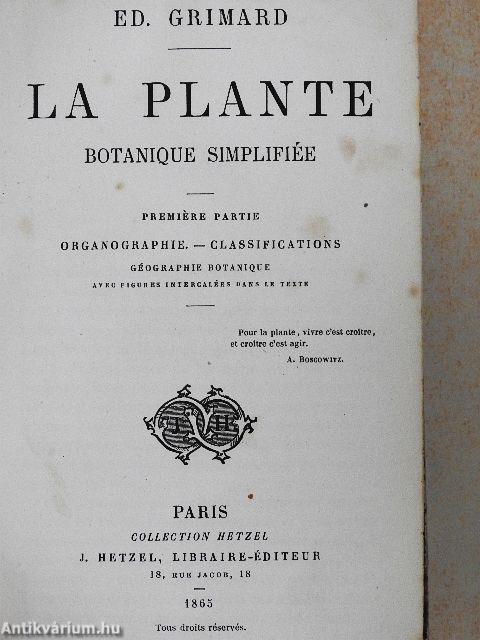 ED. GRIMARD
LA PLANTE
BOTANIQUE SIMPLIFIÉE
PREMIÈRE PARTIE
ORGANOGRAPHIE. — CLASSIFICATIONS
GÉOGRAPHIE BOTANIQUE
AVEC FIGURES INTERCALÉES DANS LE TEXTE
Pour la plante, vivre c'est croître,
et croître c'est agir.
A. BOSCOWITZ.
J H
PARIS
COLLECTION HETZEL
J. HETZEL, LIBRAIRE-ÉDITEUR
18, RUE JACOB, 18
1865
Tous droits réservés.
Antikvárium.hu